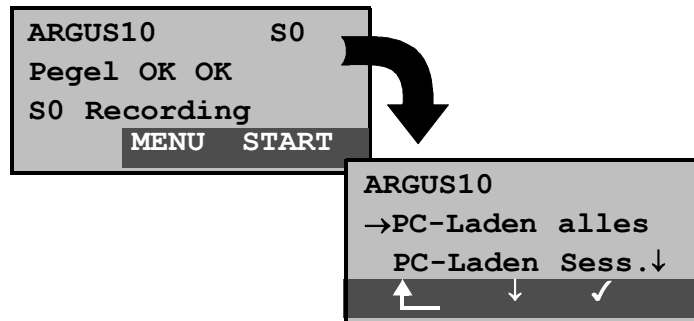 ARGUS10 S0
Pegel OK OK
S0 Recording
MENU START
ARGUS10
→PC-Laden alles
PC-Laden Sess.↓
↓ ✓